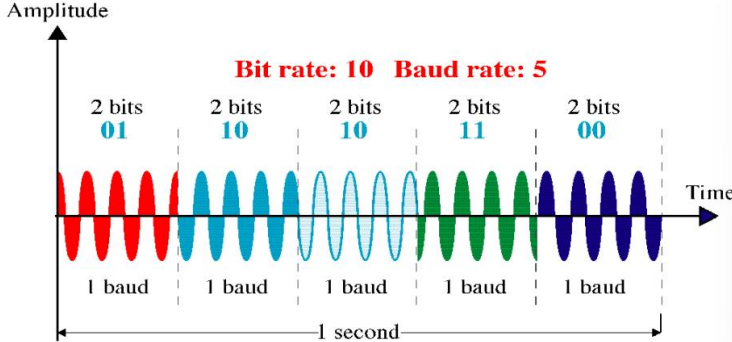 Amplitude
Bit rate: 10 Baud rate: 5
2 bits 2 bits 2 bits 2 bits 2 bits
01 10 10 11 00
Time
1 baud 1 baud 1 baud 1 baud 1 baud
1 second